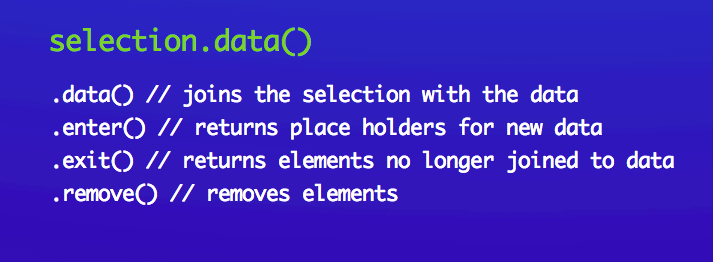 selection.data()
.data() // joins the selection with the data
.enter() // returns place holders for new data
.exit() // returns elements no longer joined to data
.remove() // removes elements